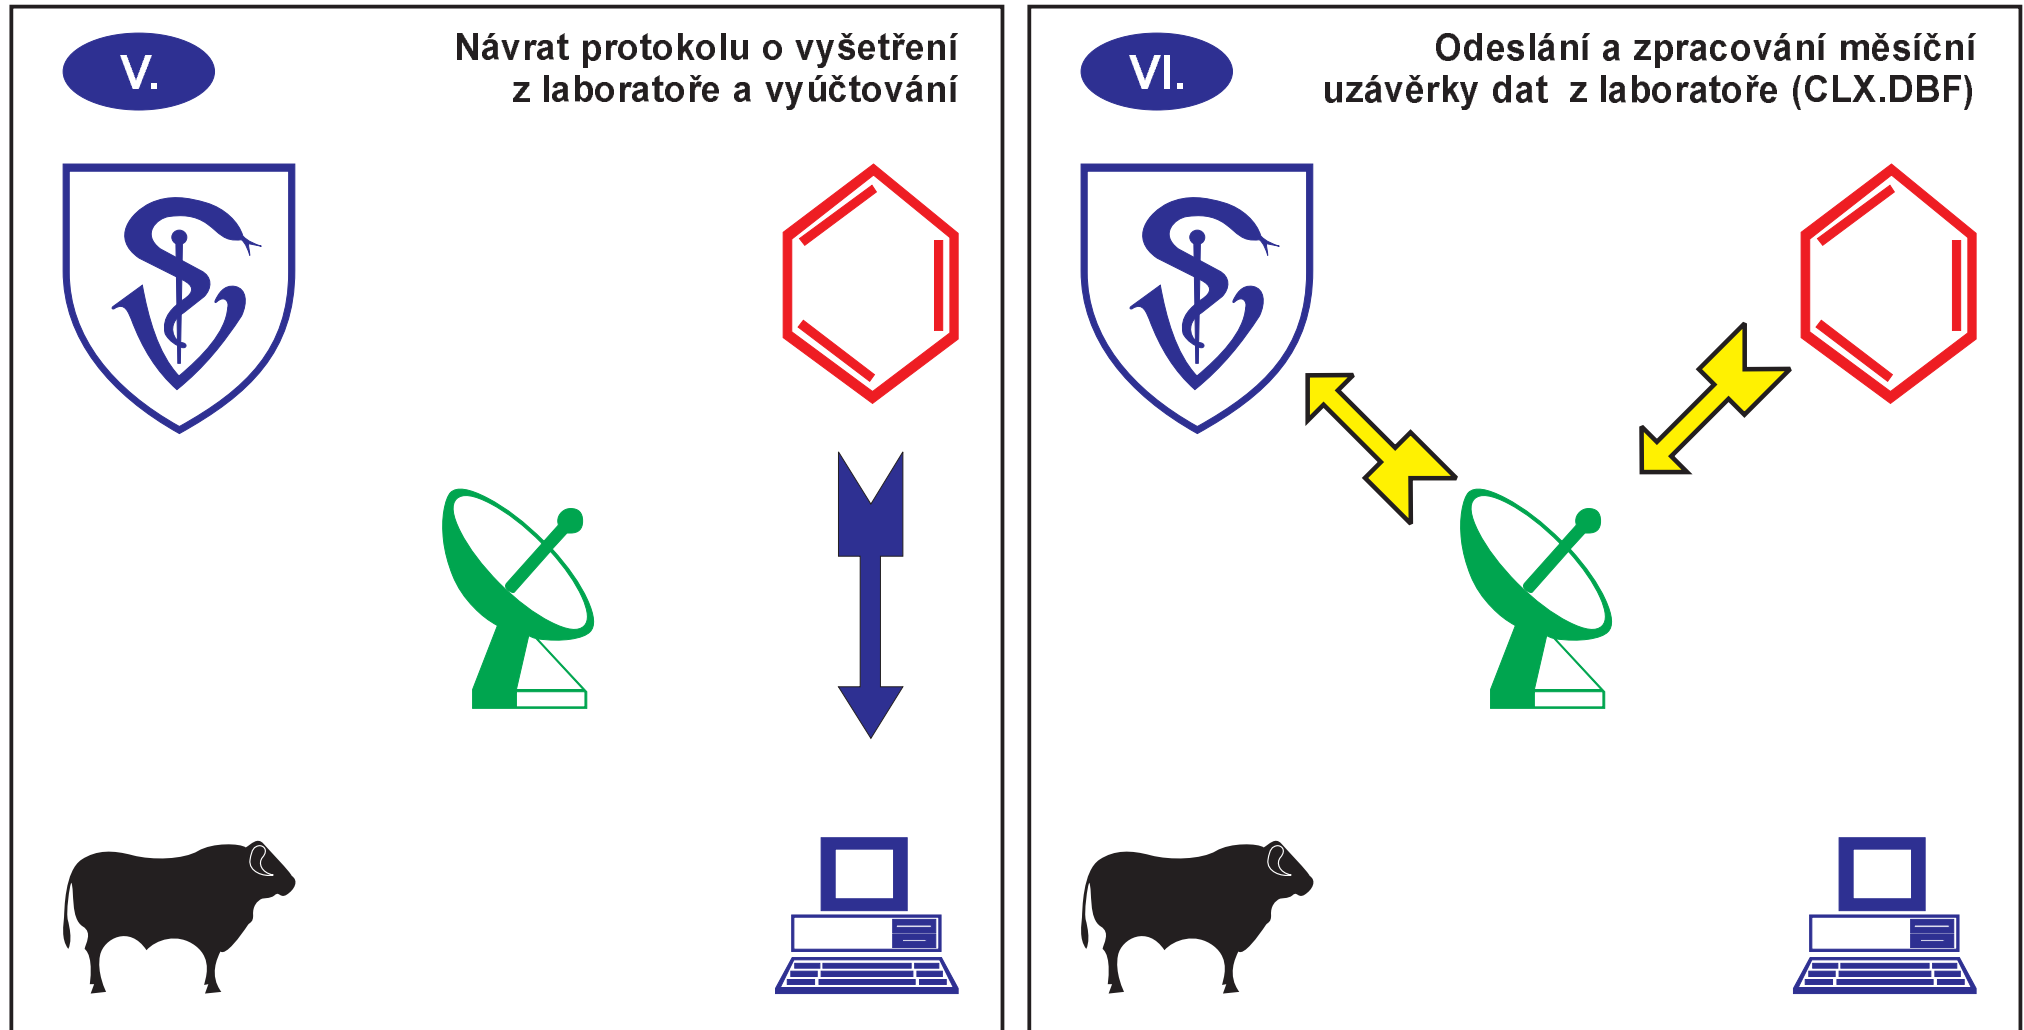 V.
Návrat protokolu o vyšetření
z laboratoře a vyúčtování
VI.
Odeslání a zpracování měsíční
uzávěrky dat z laboratoře (CLX.DBF)